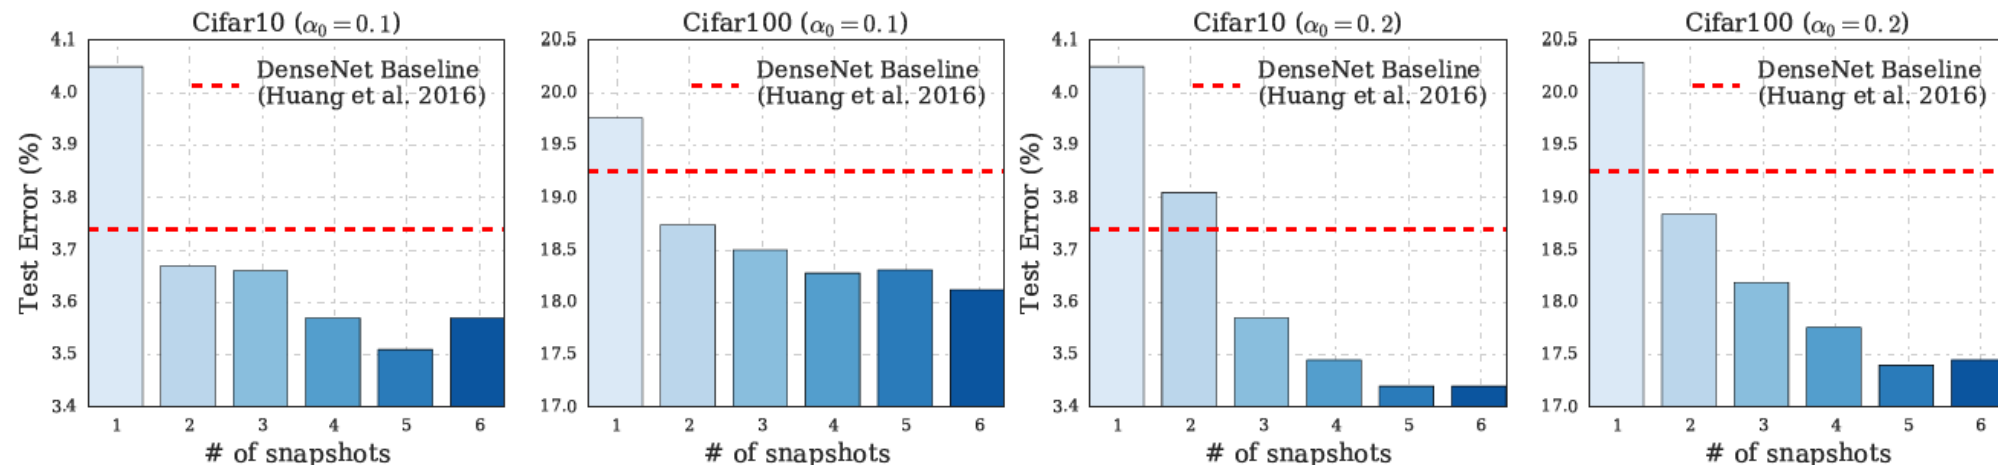 Cifar10 (α₀ = 0.1)
4.1
4.0
3.9
3.8
3.7
3.6
3.5
3.4
Test Error (%)
DenseNet Baseline
(Huang et al. 2016)
1 2 3 4 5 6
# of snapshots
Cifar100 (α₀ = 0.1)
20.5
20.0
19.5
19.0
18.5
18.0
17.5
17.0
DenseNet Baseline
(Huang et al. 2016)
1 2 3 4 5 6
# of snapshots
Cifar10 (α₀ = 0.2)
4.1
4.0
3.9
3.8
3.7
3.6
3.5
3.4
Test Error (%)
DenseNet Baseline
(Huang et al. 2016)
1 2 3 4 5 6
# of snapshots
Cifar100 (α₀ = 0.2)
20.5
20.0
19.5
19.0
18.5
18.0
17.5
17.0
DenseNet Baseline
(Huang et al. 2016)
1 2 3 4 5 6
# of snapshots